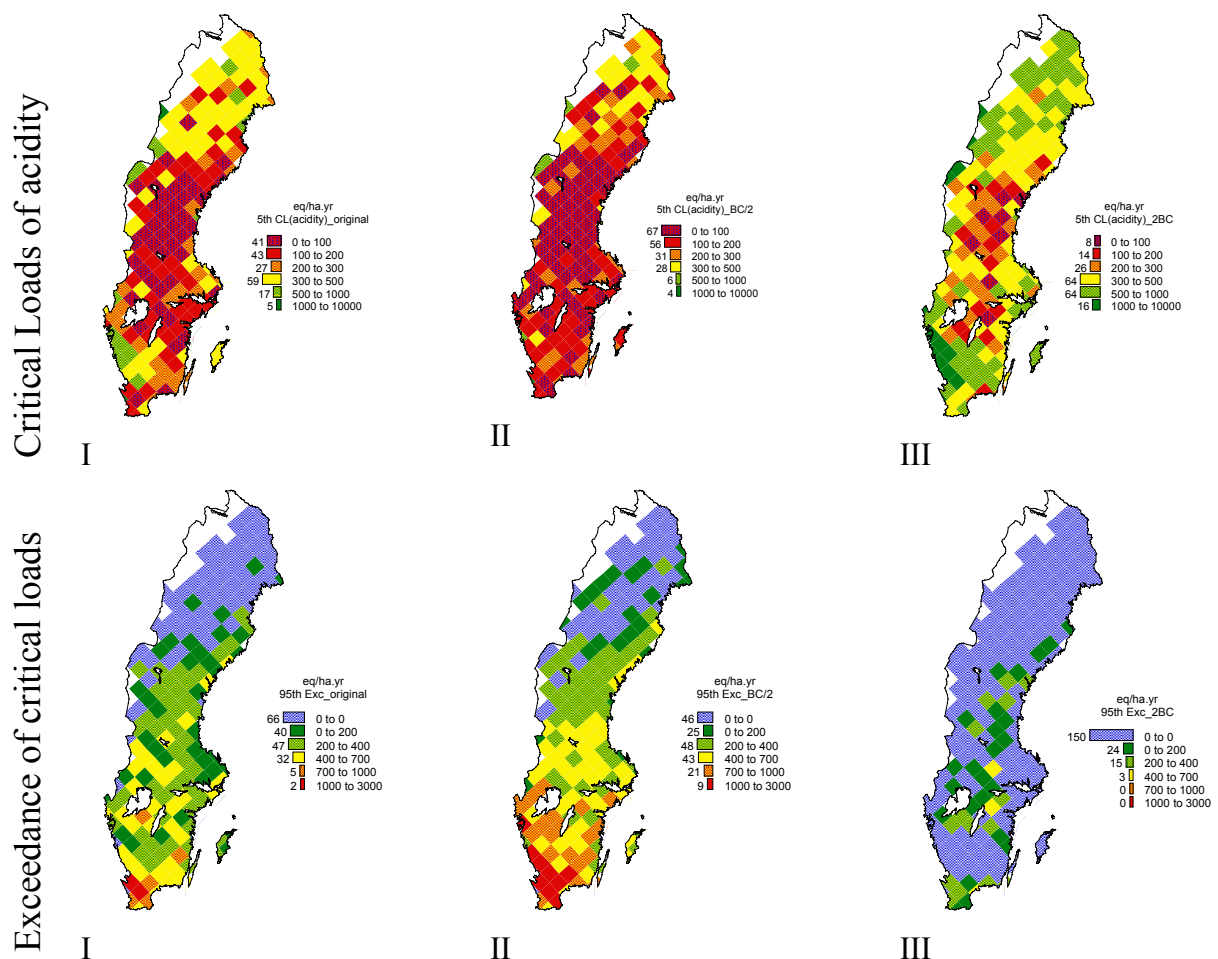 Critical Loads of acidity
eq/ha.yr
5th CL(acidity)_original
41 0 to 100
43 100 to 200
27 200 to 300
59 300 to 500
17 500 to 1000
5 1000 to 10000
I
eq/ha.yr
5th CL(acidity)_BC/2
67 0 to 100
56 100 to 200
31 200 to 300
28 300 to 500
6 500 to 1000
4 1000 to 10000
II
eq/ha.yr
5th CL(acidity)_2BC
8 0 to 100
14 100 to 200
26 200 to 300
64 300 to 500
64 500 to 1000
16 1000 to 10000
III
Exceedance of critical loads
eq/ha.yr
95th Exc_original
66 0 to 0
40 0 to 200
47 200 to 400
32 400 to 700
5 700 to 1000
2 1000 to 3000
I
eq/ha.yr
95th Exc_BC/2
46 0 to 0
25 0 to 200
48 200 to 400
43 400 to 700
21 700 to 1000
9 1000 to 3000
II
eq/ha.yr
95th Exc_2BC
150 0 to 0
24 0 to 200
15 200 to 400
3 400 to 700
0 700 to 1000
0 1000 to 3000
III